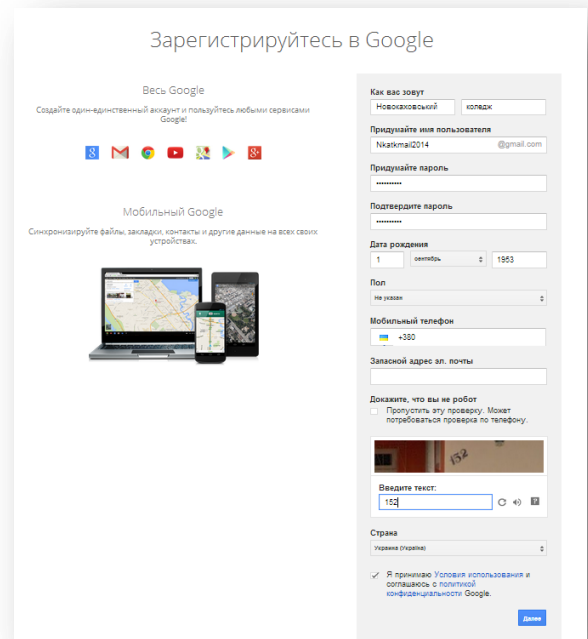 Зарегистрируйтесь в Google
Весь Google
Создайте один-единственный аккаунт и пользуйтесь любыми сервисами
Google!
Мобильный Google
Синхронизируйте файлы, закладки, контакты и другие данные на всех своих
устройствах.
Как вас зовут
Новокаховський коледж
Придумайте имя пользователя
Nkatkmail2014 @gmail.com
Придумайте пароль
••••••••••
Подтвердите пароль
••••••••••
Дата рождения
1 сентябрь 1953
Пол
Не указан
Мобильный телефон
+380
Запасной адрес эл. почты
Докажите, что вы не робот
Пропустить эту проверку. Может
потребоваться проверка по телефону.
152
Введите текст:
152
Страна
Украина (Україна)
Я принимаю Условия использования и
соглашаюсь с политикой
конфиденциальности Google.
Далее